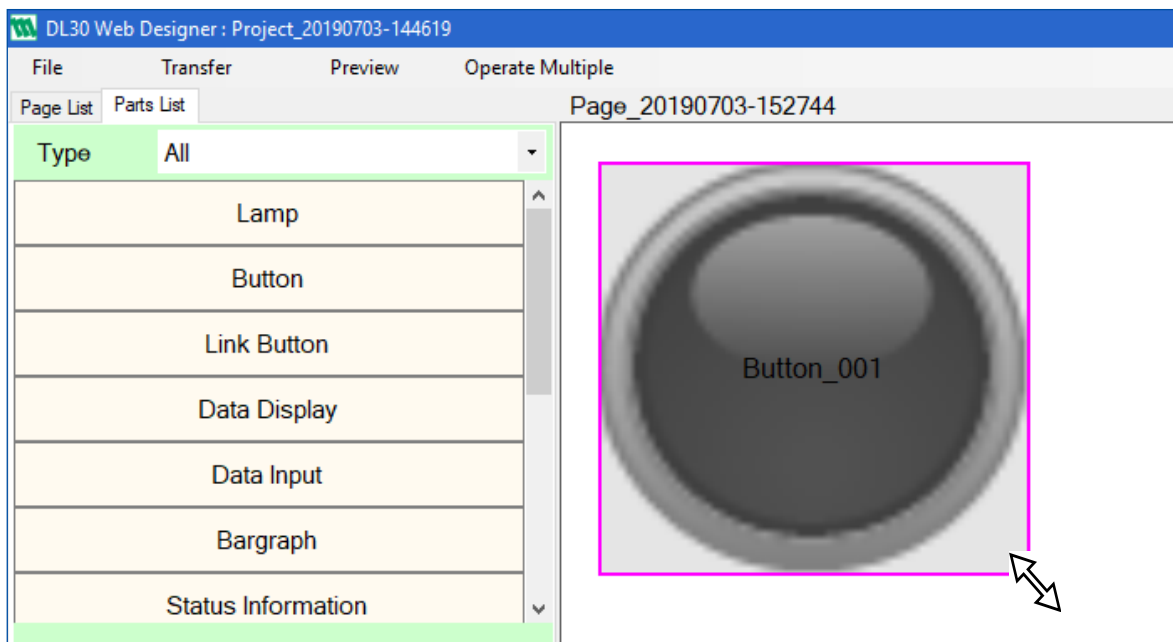 DL30 Web Designer : Project_20190703-144619
File Transfer Preview Operate Multiple
Page List Parts List Page_20190703-152744
Type All
Lamp
Button
Link Button
Data Display
Data Input
Bargraph
Status Information
Button_001